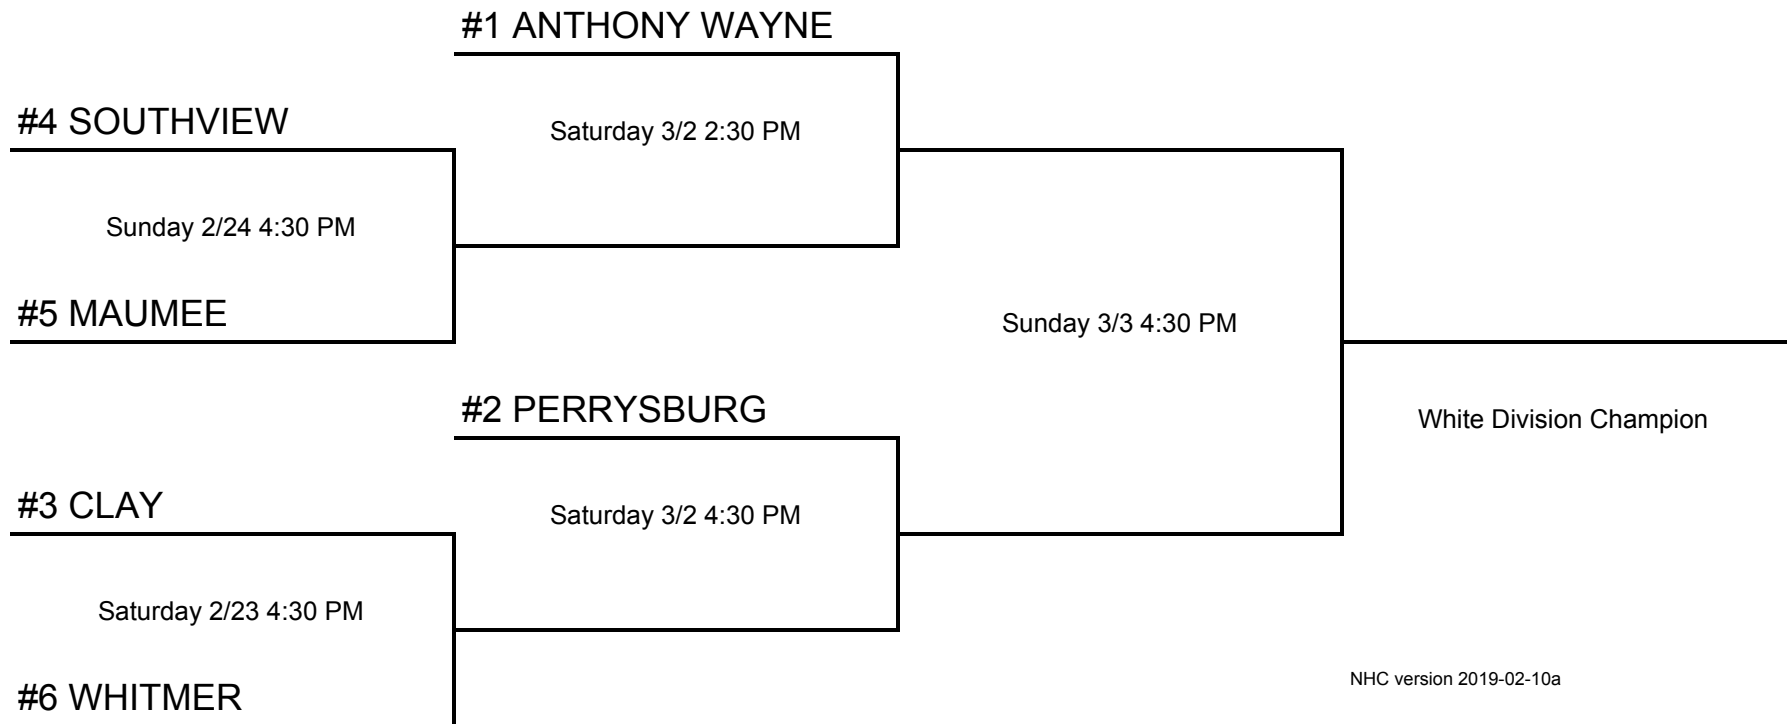 #1 ANTHONY WAYNE
#4 SOUTHVIEW
Saturday 3/2 2:30 PM
Sunday 2/24 4:30 PM
#5 MAUMEE
Sunday 3/3 4:30 PM
#2 PERRYSBURG
White Division Champion
#3 CLAY
Saturday 3/2 4:30 PM
Saturday 2/23 4:30 PM
NHC version 2019-02-10a
#6 WHITMER